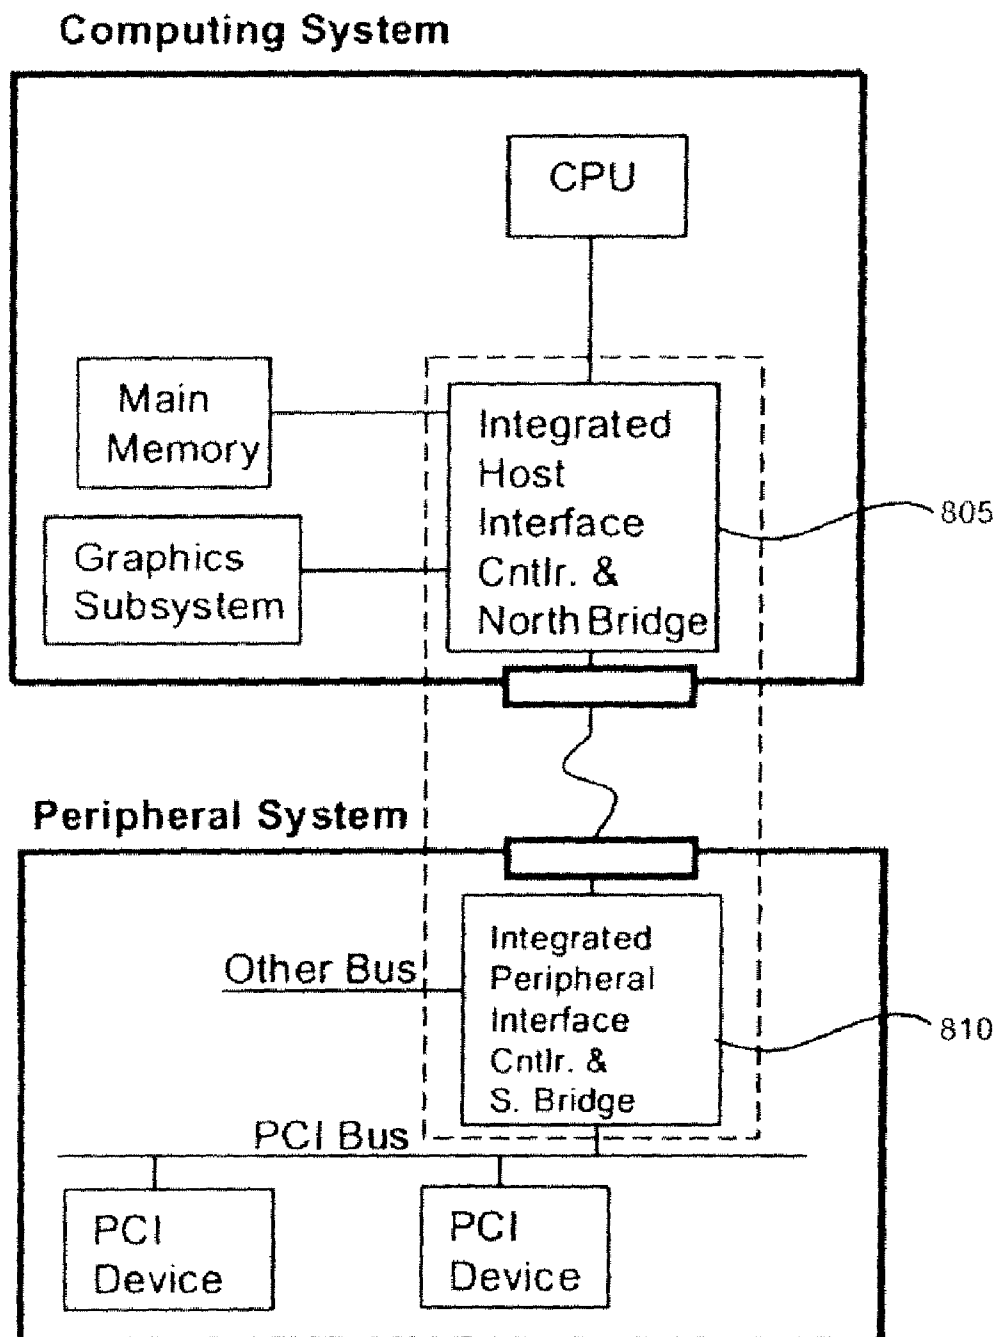 Computing System
CPU
Main
Memory
Graphics
Subsystem
Integrated
Host
Interface
Cntlr. &
North Bridge
805
Peripheral System
Other Bus
Integrated
Peripheral
Interface
Cntlr. &
S. Bridge
810
PCI Bus
PCI
Device
PCI
Device